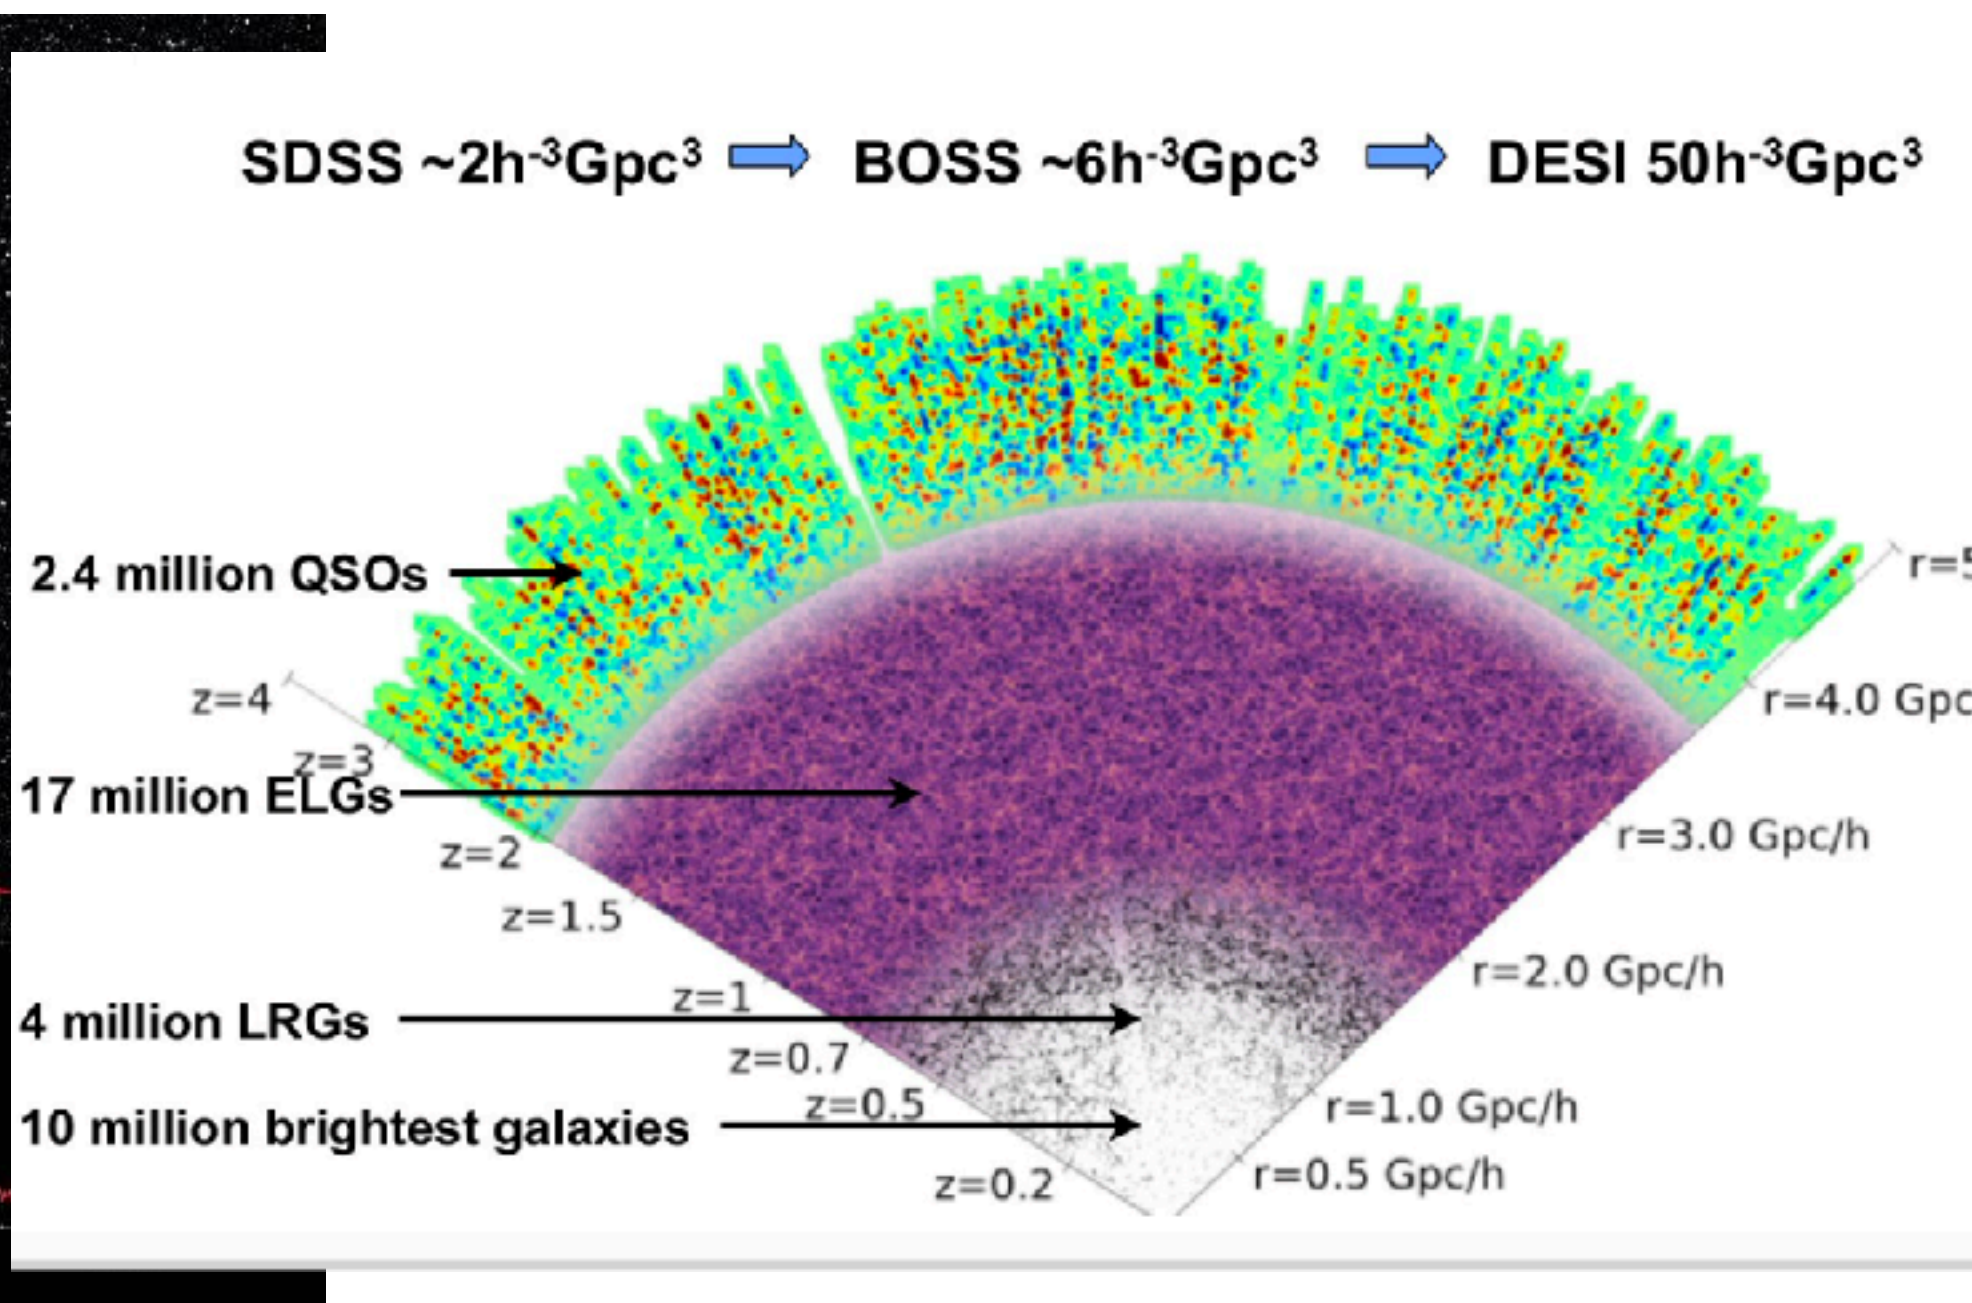 SDSS ~2h⁻³Gpc³ BOSS ~6h⁻³Gpc³ DESI 50h⁻³Gpc³
2.4 million QSOs
r=5
z=4
r=4.0 Gpc
z=3
17 million ELGs
r=3.0 Gpc/h
z=2
z=1.5
r=2.0 Gpc/h
z=1
4 million LRGs
z=0.7
z=0.5
r=1.0 Gpc/h
10 million brightest galaxies
r=0.5 Gpc/h
z=0.2